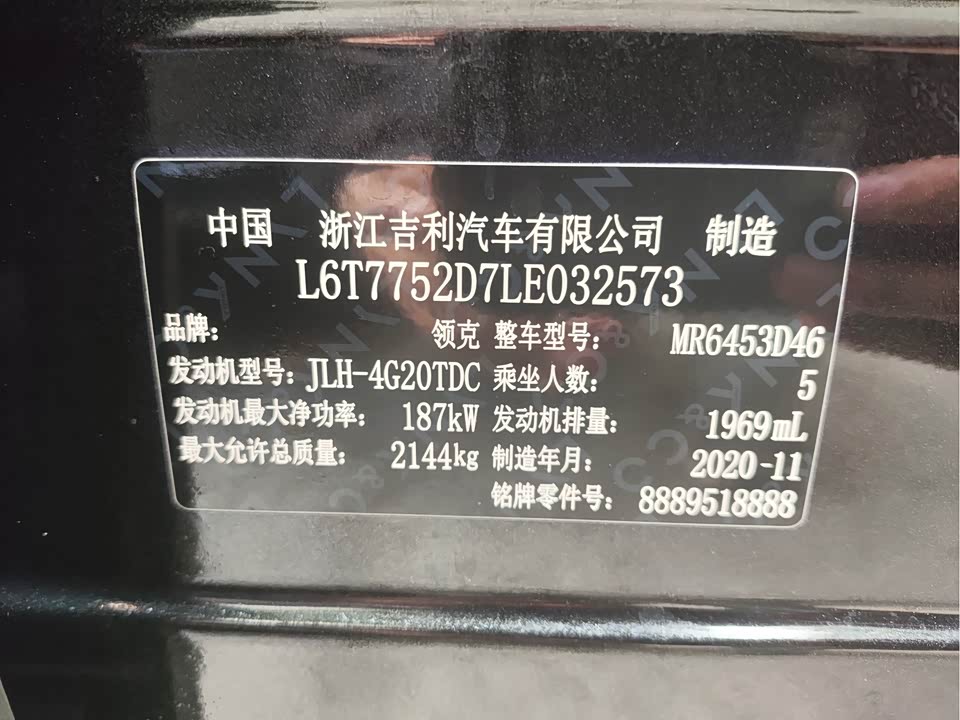 中国 浙江吉利汽车有限公司 制造
L6T7752D7LE032573
品牌: 领克 整车型号: MR6453D46
发动机型号: JLH-4G20TDC 乘坐人数: 5
发动机最大净功率: 187kW 发动机排量: 1969mL
最大允许总质量: 2144kg 制造年月: 2020-11
铭牌零件号: 8889518888